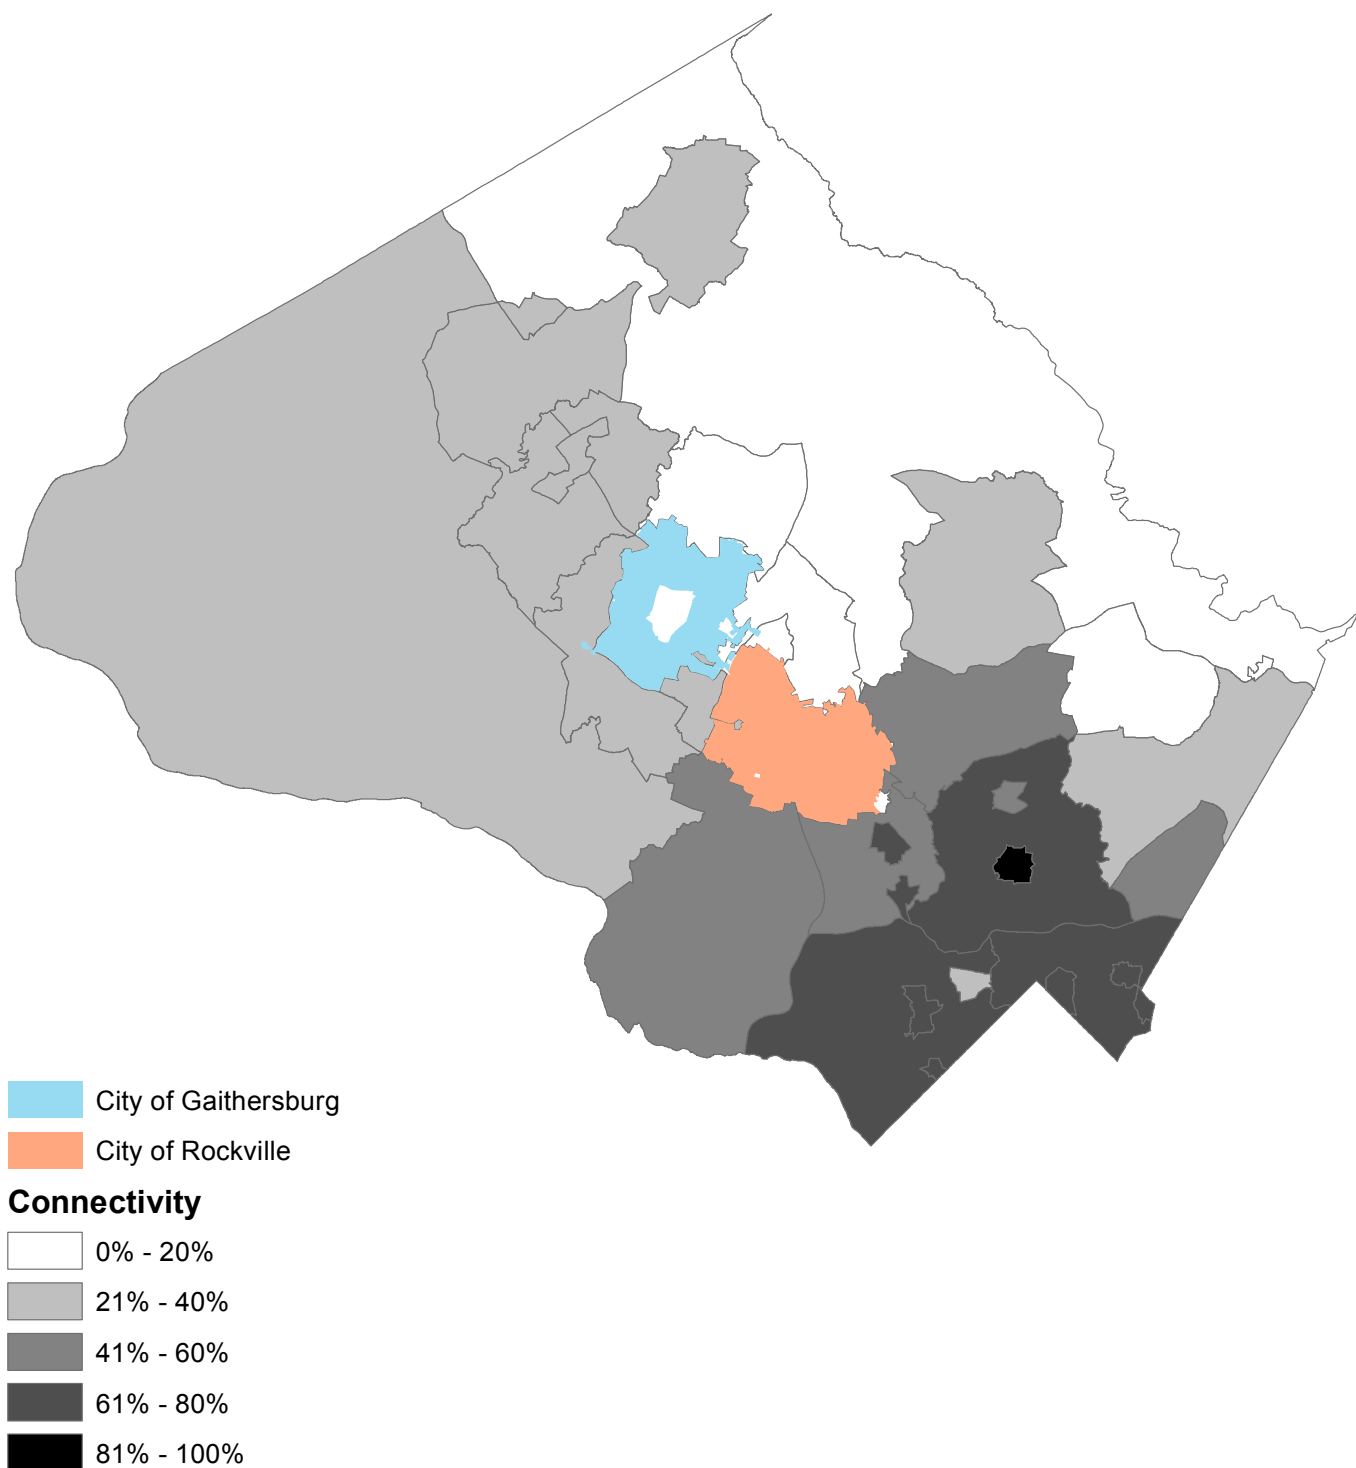 City of Gaithersburg
City of Rockville
Connectivity
0% - 20%
21% - 40%
41% - 60%
61% - 80%
81% - 100%